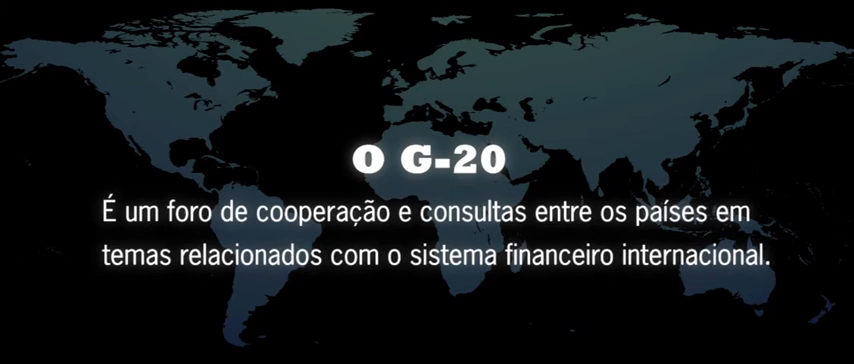 O G-20
É um foro de cooperação e consultas entre os países em
temas relacionados com o sistema financeiro internacional.